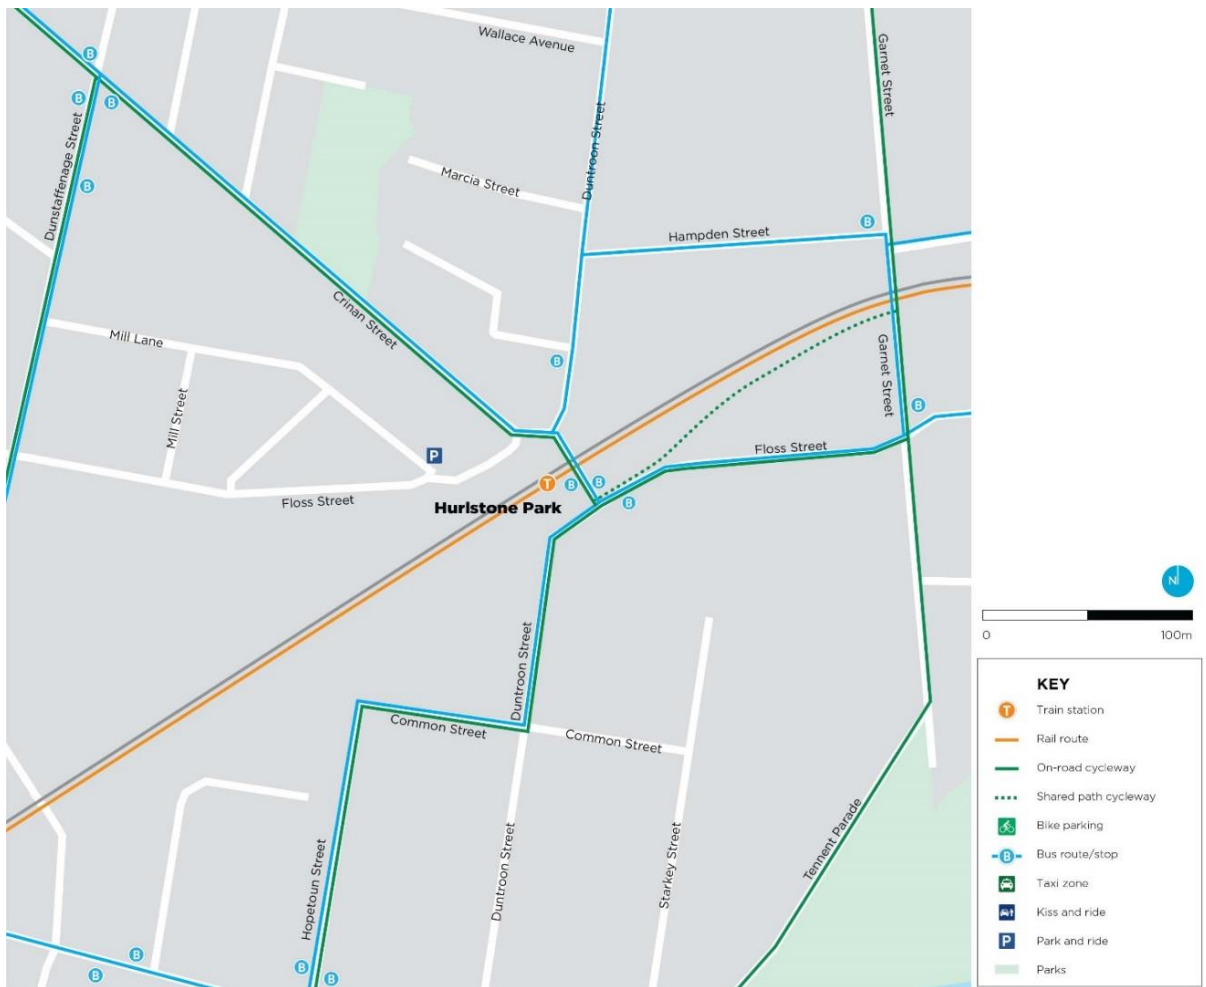 Wallace Avenue
Garnet Street
B
B
B
Dunstaffenage Street
Duntroon Street
B
Marcia Street
B
Hampden Street
Crinan Street
Mill Lane
B
Garnet Street
Mill Street
B
P
Floss Street
T
B
B
B
Floss Street
Hurlstone Park
N
0
100m
Duntroon Street
Common Street
Common Street
KEY
T Train station
Rail route
On-road cycleway
Shared path cycleway
Bike parking
B Bus route/stop
Taxi zone
Kiss and ride
P Park and ride
Parks
Tennent Parade
Starkey Street
Duntroon Street
Hopetoun Street
B
B
B
B